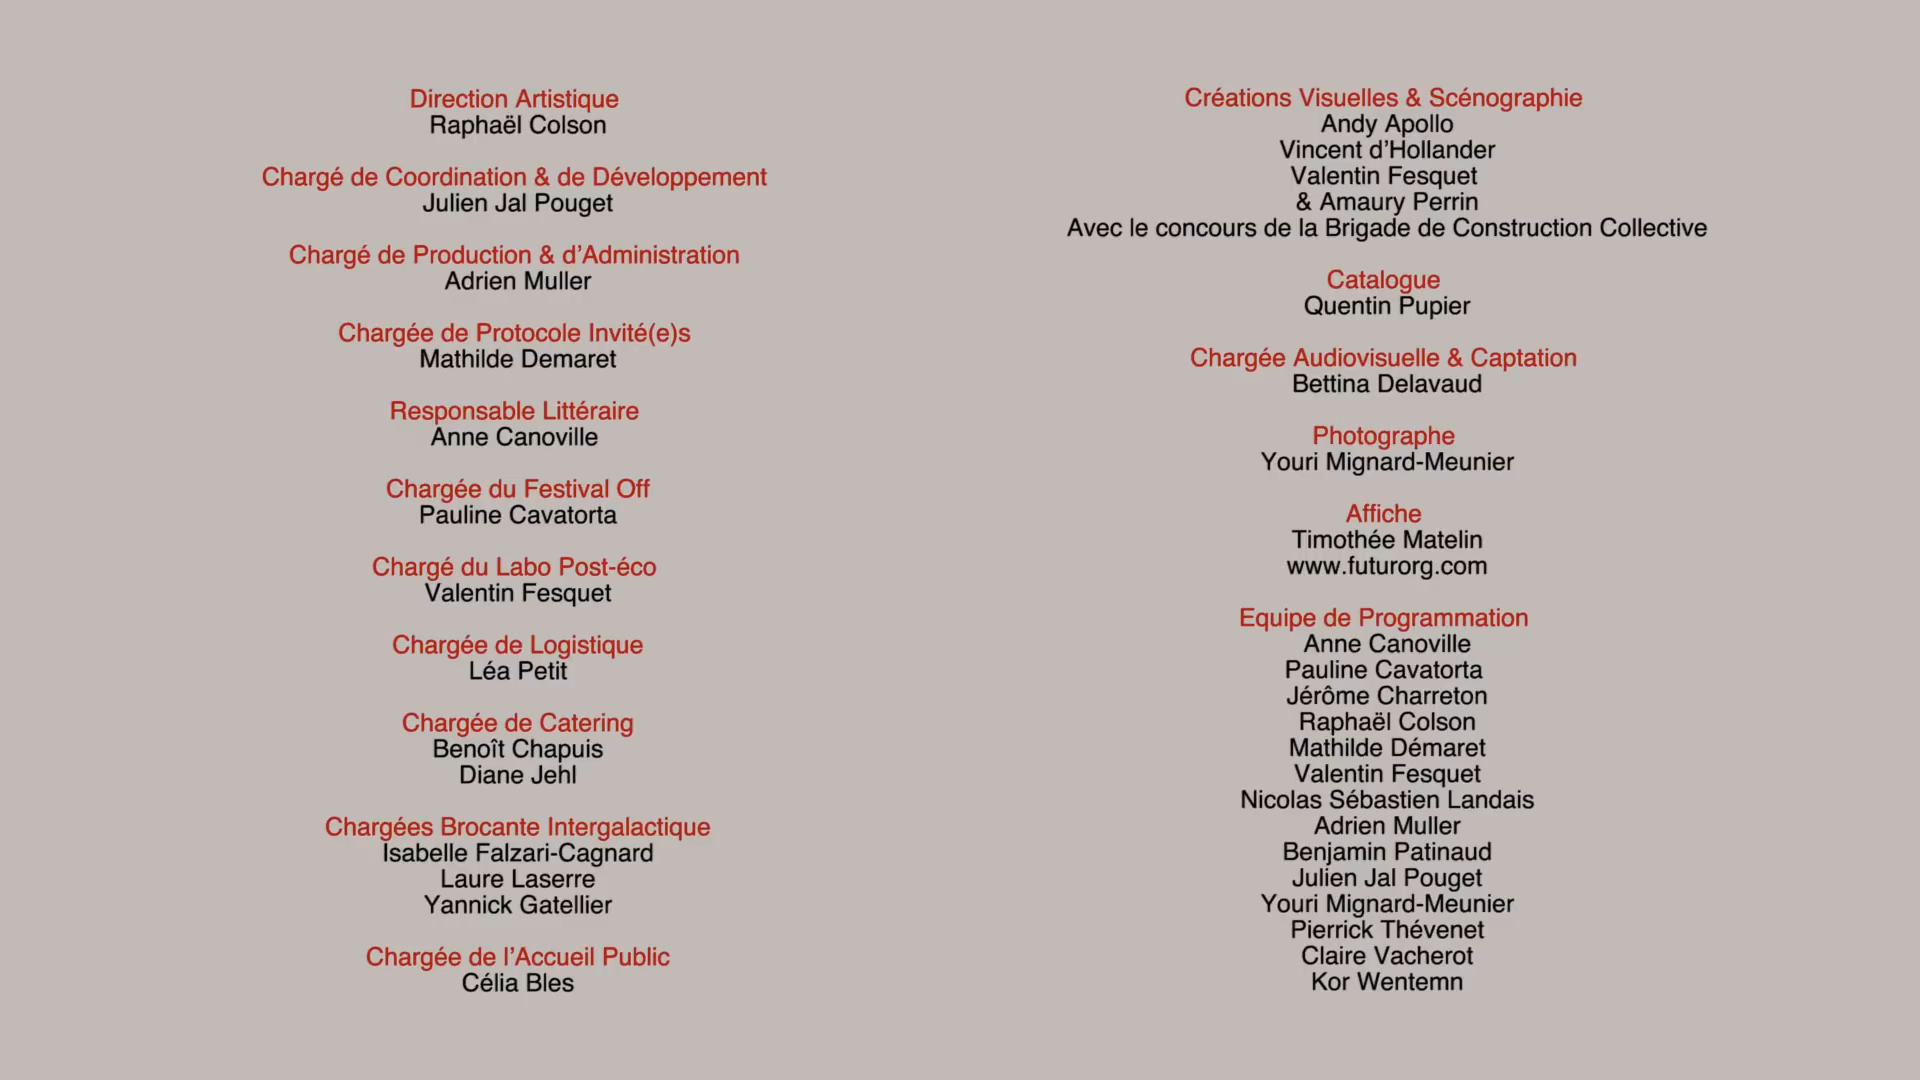 Direction Artistique
Raphaël Colson
Chargé de Coordination & de Développement
Julien Jal Pouget
Chargé de Production & d’Administration
Adrien Muller
Chargée de Protocole Invité(e)s
Mathilde Demaret
Responsable Littéraire
Anne Canoville
Chargée du Festival Off
Pauline Cavatorta
Chargé du Labo Post-éco
Valentin Fesquet
Chargée de Logistique
Léa Petit
Chargée de Catering
Benoît Chapuis
Diane Jehl
Chargées Brocante Intergalactique
Isabelle Falzari-Cagnard
Laure Laserre
Yannick Gatellier
Chargée de l’Accueil Public
Célia Bles
Créations Visuelles & Scénographie
Andy Apollo
Vincent d’Hollander
Valentin Fesquet
& Amaury Perrin
Avec le concours de la Brigade de Construction Collective
Catalogue
Quentin Pupier
Chargée Audiovisuelle & Captation
Bettina Delavaud
Photographe
Youri Mignard-Meunier
Affiche
Timothée Matelin
www.futurorg.com
Equipe de Programmation
Anne Canoville
Pauline Cavatorta
Jérôme Charreton
Raphaël Colson
Mathilde Démaret
Valentin Fesquet
Nicolas Sébastien Landais
Adrien Muller
Benjamin Patinaud
Julien Jal Pouget
Youri Mignard-Meunier
Pierrick Thévenet
Claire Vacherot
Kor Wentemn